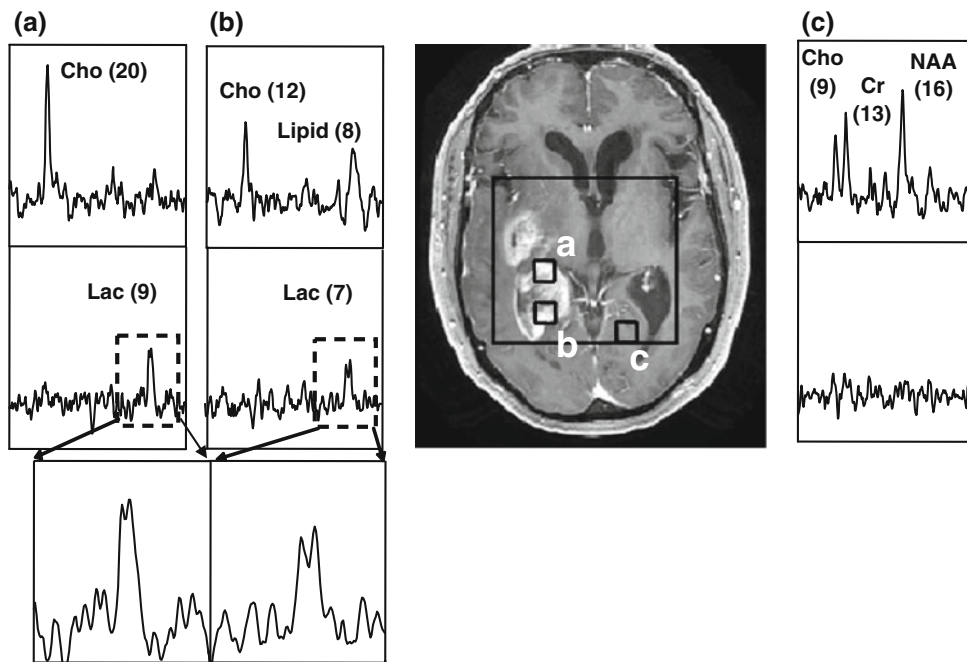 (a)
(b)
(c)
Cho (20)
Cho (12)
Lipid (8)
Cho
(9)
Cr
(13)
NAA
(16)
Lac (9)
Lac (7)
a
b
c